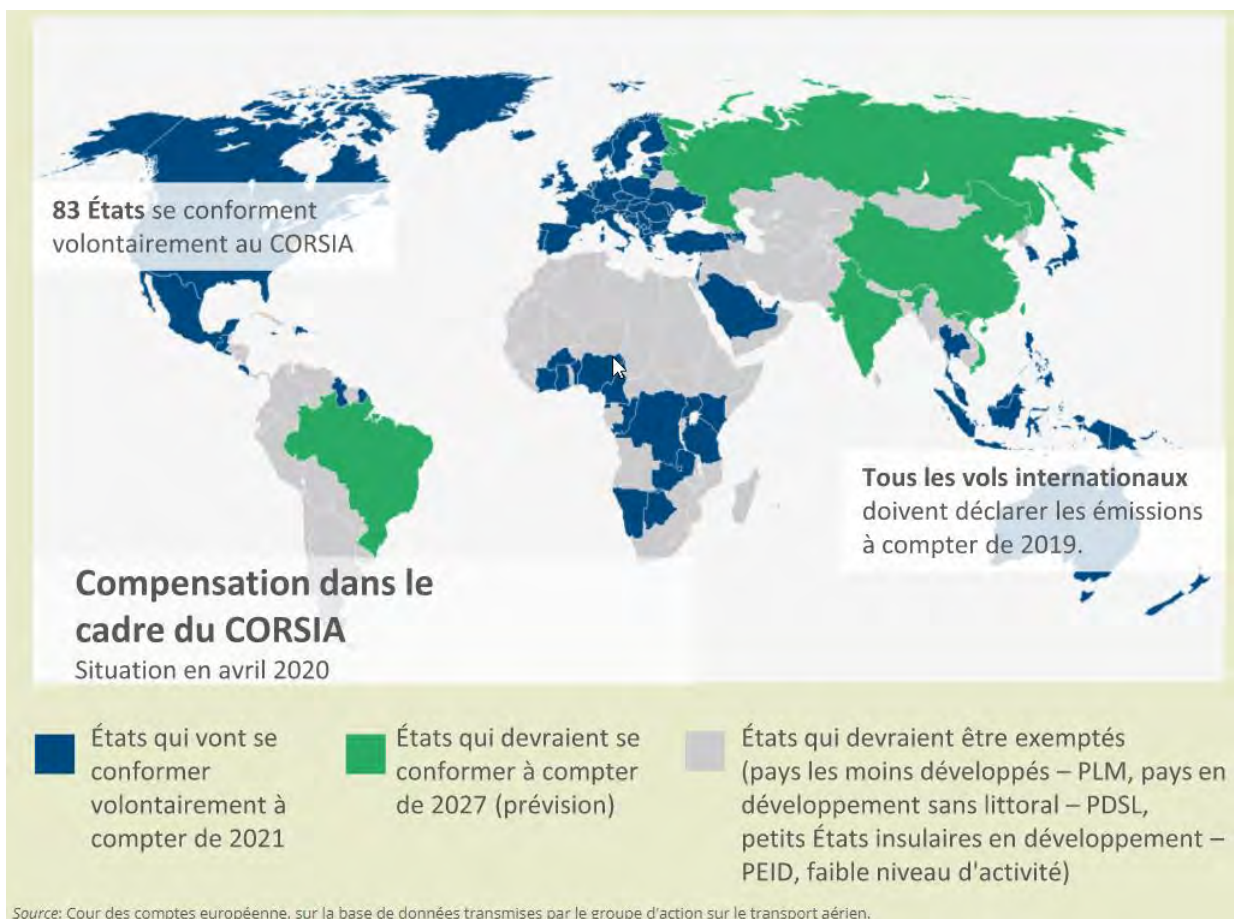 83 États se conforment
volontairement au CORSIA
Tous les vols internationaux
doivent déclarer les émissions
à compter de 2019.
Compensation dans le
cadre du CORSIA
Situation en avril 2020
États qui vont se
conformer
volontairement à
compter de 2021
États qui devraient se
conformer à compter
de 2027 (prévision)
États qui devraient être exemptés
(pays les moins développés – PLM, pays en
développement sans littoral – PDSL,
petits États insulaires en développement –
PEID, faible niveau d'activité)
Source: Cour des comptes européenne, sur la base de données transmises par le groupe d'action sur le transport aérien.